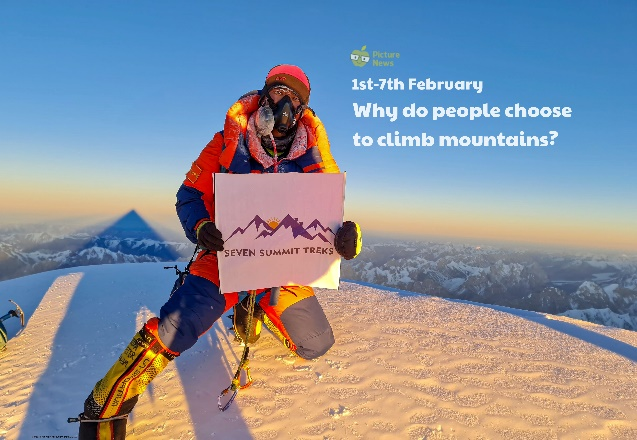 Picture
News
1st-7th February
Why do people choose
to climb mountains?
SEVEN SUMMIT TREKS